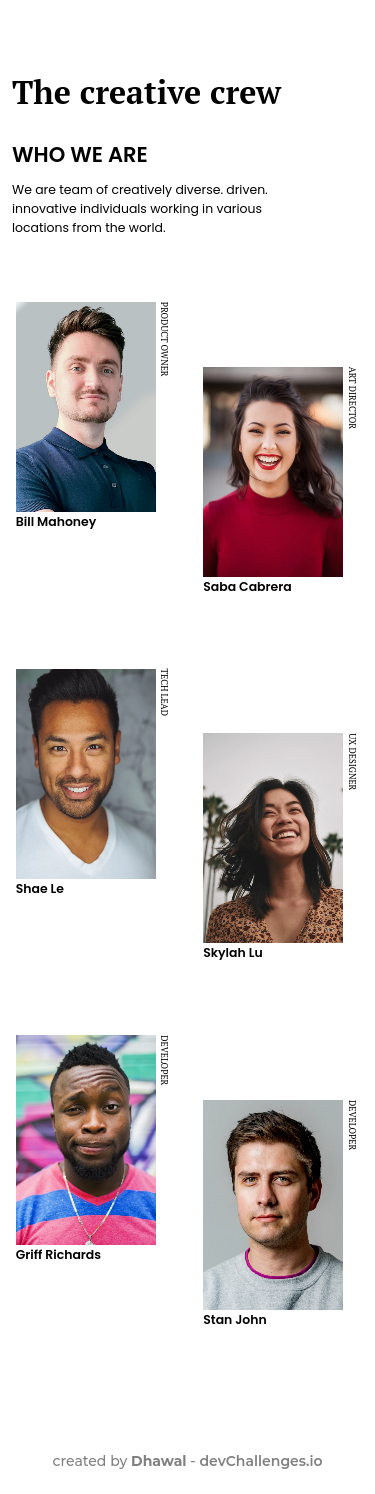 The creative crew
WHO WE ARE
We are team of creatively diverse. driven.
innovative individuals working in various
locations from the world.
PRODUCT OWNER
Bill Mahoney
ART DIRECTOR
Saba Cabrera
TECH LEAD
Shae Le
UX DESIGNER
Skylah Lu
DEVELOPER
Griff Richards
DEVELOPER
Stan John
created by Dhawal - devChallenges.io